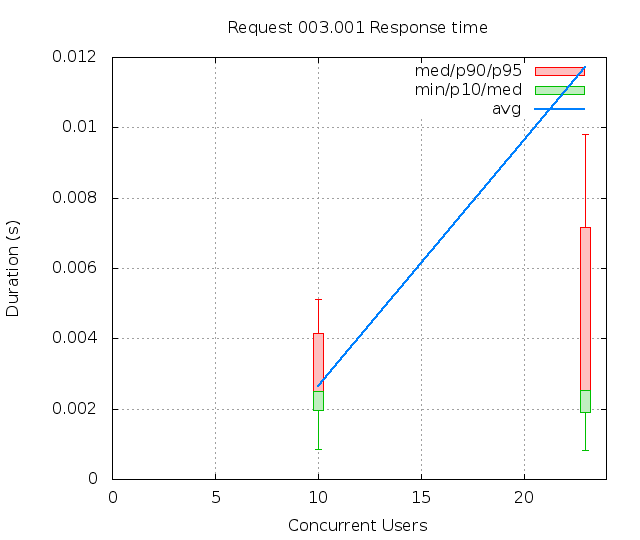 Request 003.001 Response time
0.012
0.01
0.008
0.006
0.004
0.002
0
med/p90/p95
min/p10/med
avg
Duration (s)
0 5 10 15 20
Concurrent Users